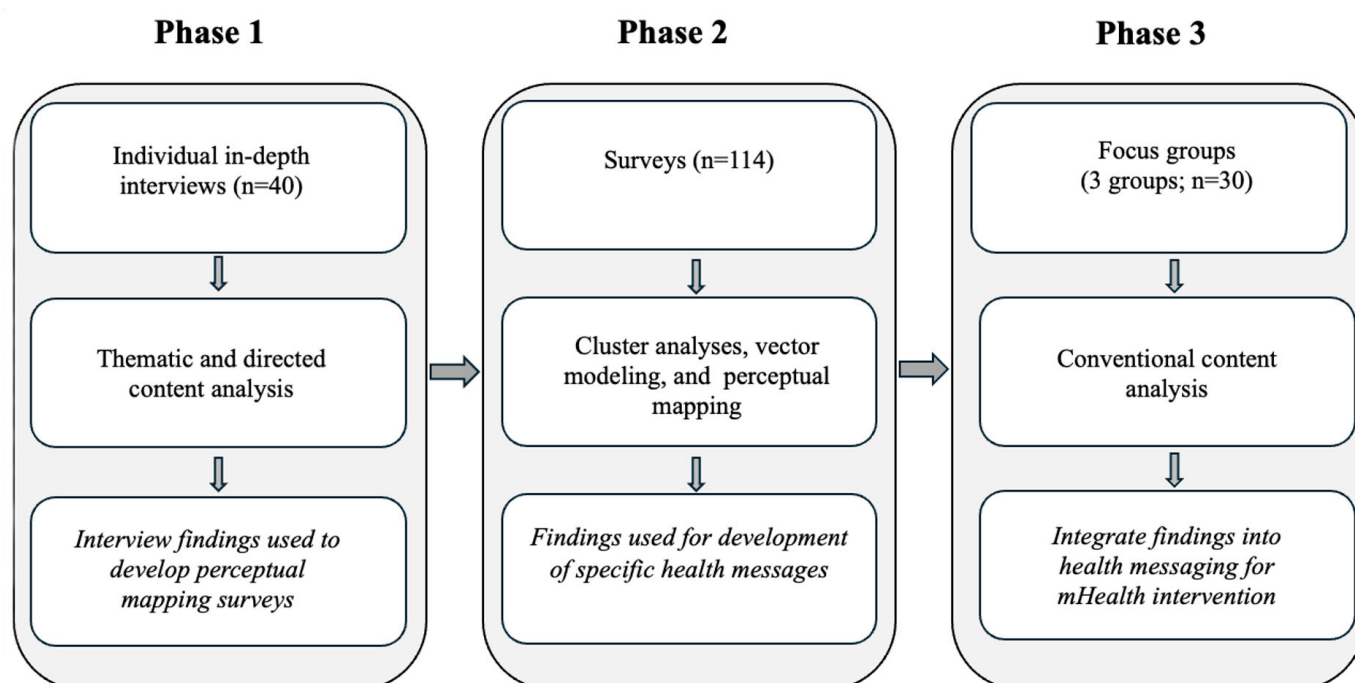 Phase 1
Individual in-depth
interviews (n=40)
Thematic and directed
content analysis
Interview findings used to
develop perceptual
mapping surveys
Phase 2
Surveys (n=114)
Cluster analyses, vector
modeling, and perceptual
mapping
Findings used for development
of specific health messages
Phase 3
Focus groups
(3 groups; n=30)
Conventional content
analysis
Integrate findings into
health messaging for
mHealth intervention